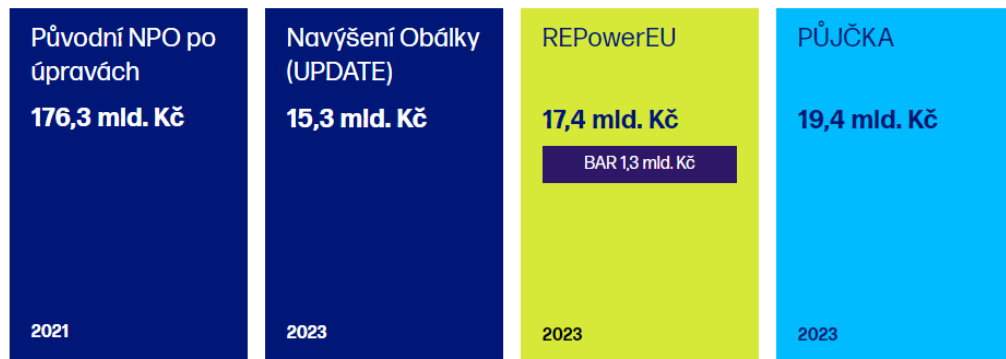 Původní NPO po
úpravách
176,3 mld. Kč
2021
Navýšení Obálky
(UPDATE)
15,3 mld. Kč
2023
REPowerEU
17,4 mld. Kč
BAR 1,3 mld. Kč
2023
PŮJČKA
19,4 mld. Kč
2023